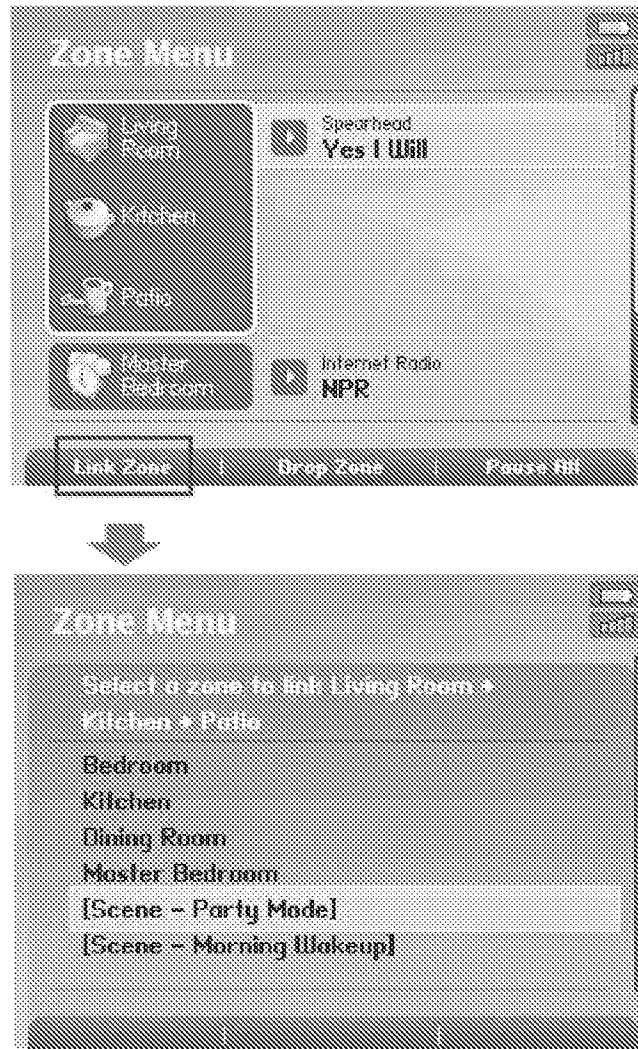 Zone Menu
Living
Room
Spearhead
Yes I Will
Kitchen
Patio
Master
Bedroom
Internet Radio
NPR
Link Zone
Drop Zone
Pause All
Zone Menu
Select a zone to link Living Room +
Kitchen + Patio
Bedroom
Kitchen
Dining Room
Master Bedroom
[Scene - Party Mode]
[Scene - Morning Wakeup]